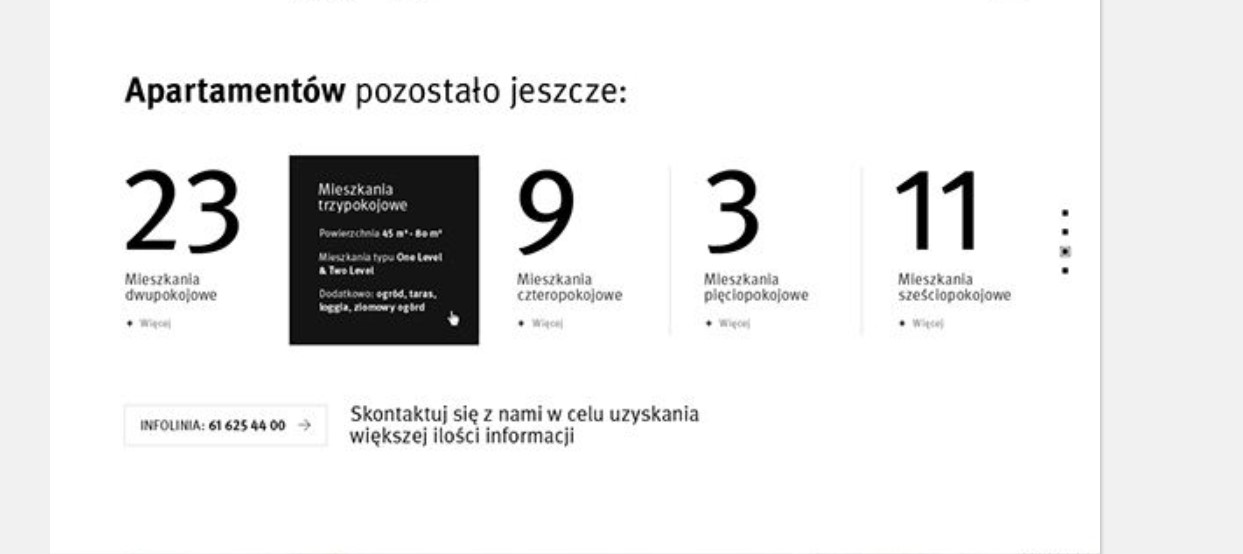 Apartamentów pozostało jeszcze:
23
Mieszkania
dwupokojowe
Więcej
Mieszkania
trzypokojowe
Powierzchnia 45 m² - 80 m²
Mieszkania typu One Level
& Two Level
Dodatkowo: ogród, taras,
loggia, zimowy ogórd
9
Mieszkania
czteropokojowe
Więcej
3
Mieszkania
pięciopokojowe
Więcej
11
Mieszkania
sześciopokojowe
Więcej
INFOLINIA: 61 625 44 00 →
Skontaktuj się z nami w celu uzyskania
większej ilości informacji